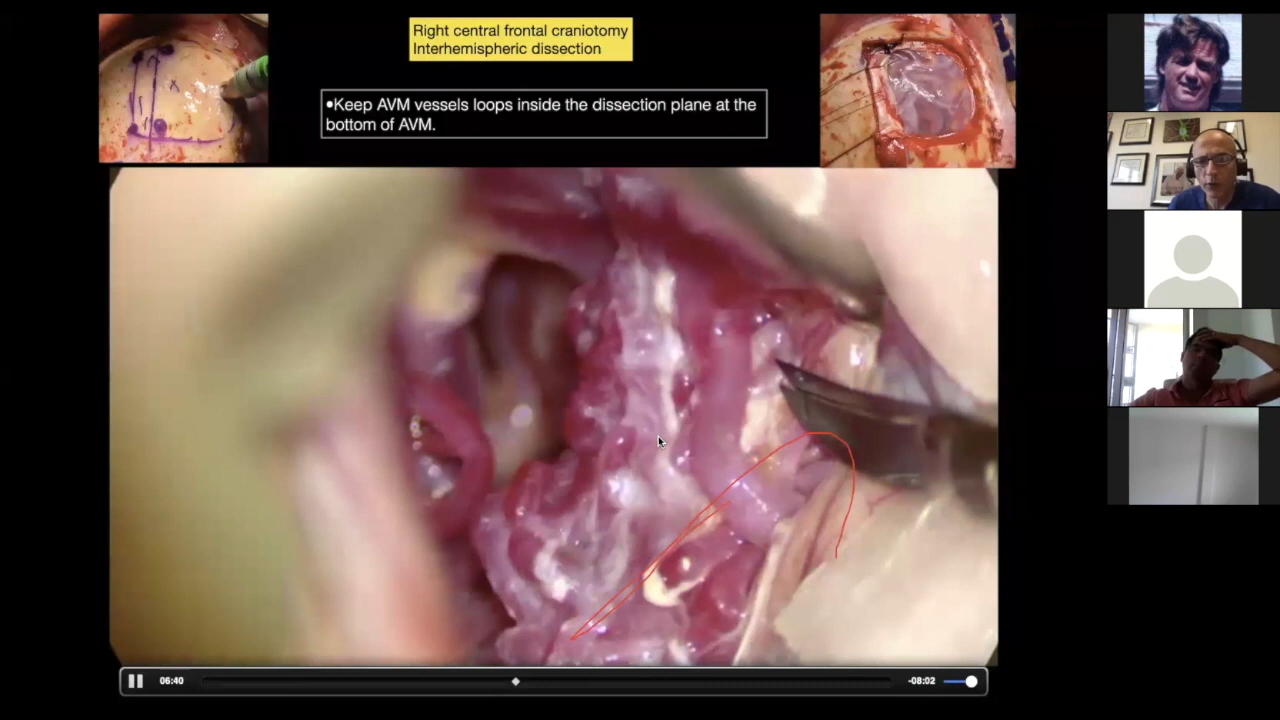 Right central frontal craniotomy
Interhemispheric dissection
•Keep AVM vessels loops inside the dissection plane at the
bottom of AVM.
06:40
-08:02